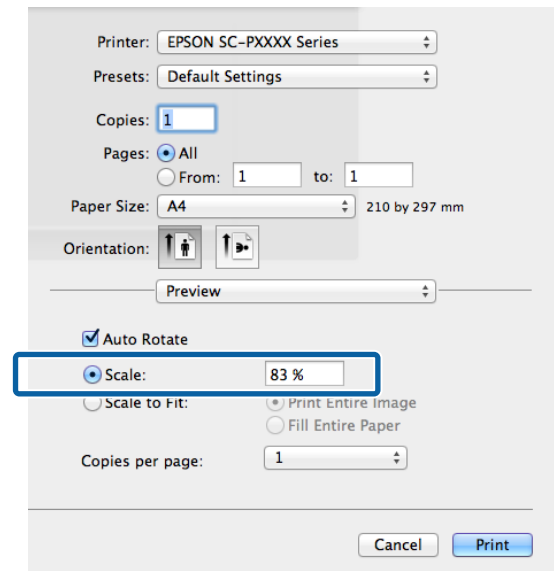 Printer: EPSON SC-PXXXX Series
Presets: Default Settings
Copies: 1
Pages: All
From: 1 to: 1
Paper Size: A4 210 by 297 mm
Orientation:
Preview
Auto Rotate
Scale: 83 %
Scale to Fit: Print Entire Image
Fill Entire Paper
Copies per page: 1
Cancel Print